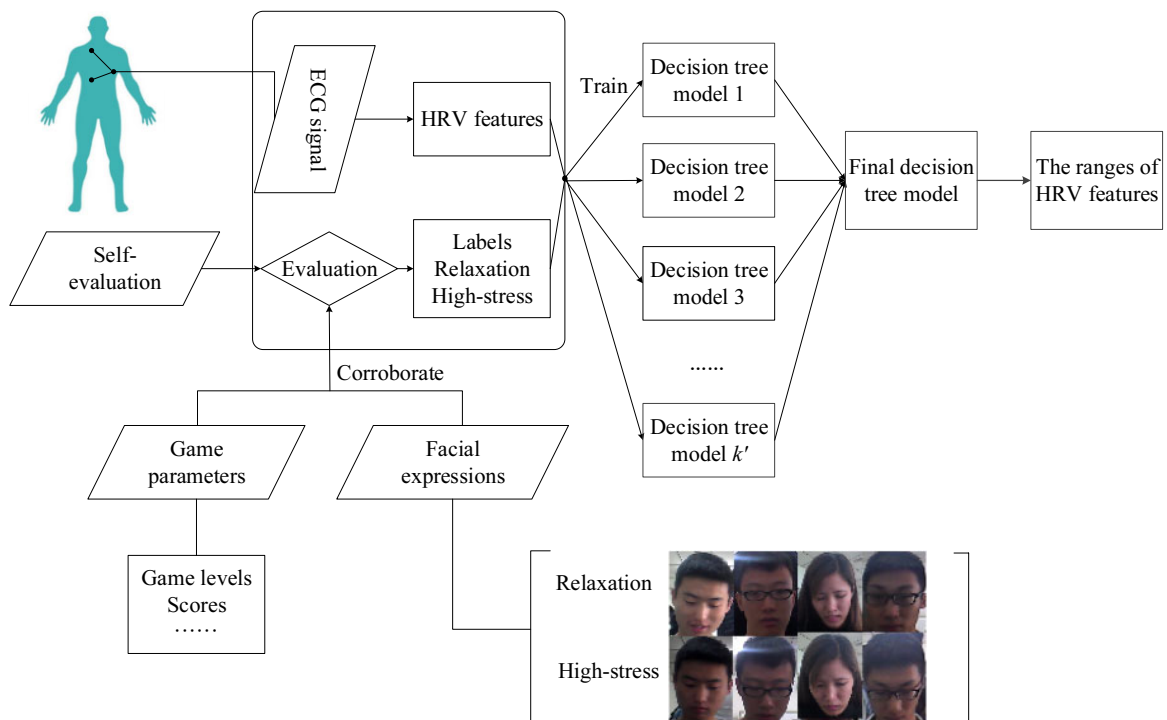 ECG signal
HRV features
Train
Decision tree
model 1
Decision tree
model 2
Decision tree
model 3
......
Decision tree
model k'
Final decision
tree model
The ranges of
HRV features
Self-
evaluation
Evaluation
Labels
Relaxation
High-stress
Corroborate
Game
parameters
Facial
expressions
Game levels
Scores
……
Relaxation
High-stress